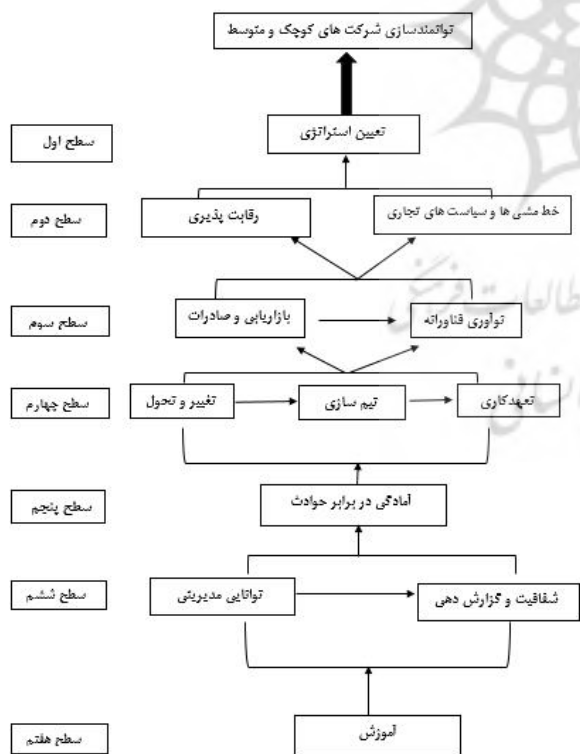 توانمندسازی شرکت های کوچک و متوسط
تعیین استراتژی
سطح اول
خط مشی ها و سیاست های تجاری
رقابت پذیری
سطح دوم
نوآوری فناورانه
بازاریابی و صادرات
سطح سوم
تعهدکاری
تیم سازی
تغییر و تحول
سطح چهارم
آمادگی در برابر حوادث
سطح پنجم
شفافیت و گزارش دهی
توانایی مدیریتی
سطح ششم
آموزش
سطح هفتم